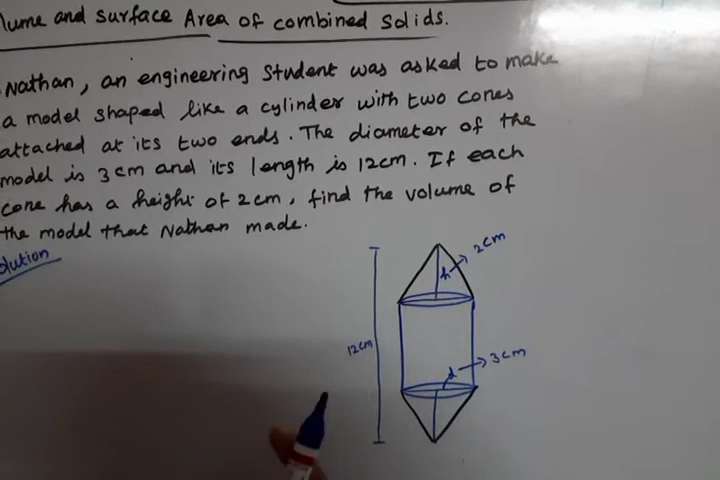 lume and surface Area of combined Solids.
Nathan, an engineering Student was asked to make
a model shaped like a cylinder with two cones
attached at its two ends. The diameter of the
model is 3cm and its length is 12cm. If each
cone has a height of 2cm, find the volume of
the model that Nathan made.
olution
h → 2cm
12cm
d → 3cm